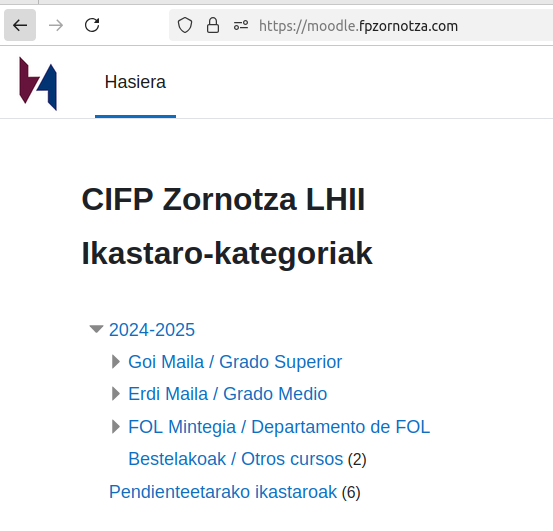 https://moodle.fpzornotza.com
Hasiera
CIFP Zornotza LHII
Ikastaro-kategoriak
2024-2025
Goi Maila / Grado Superior
Erdi Maila / Grado Medio
FOL Mintegia / Departamento de FOL
Bestelakoak / Otros cursos (2)
Pendienteetarako ikastaroak (6)